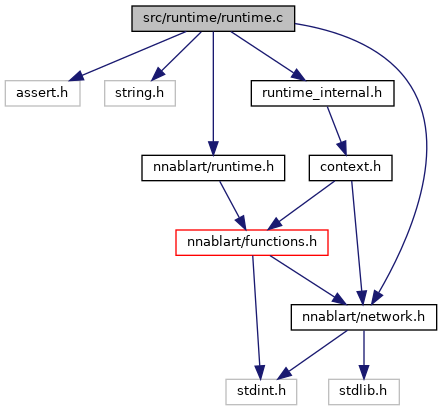 src/runtime/runtime.c
assert.h
string.h
runtime_internal.h
nnablart/runtime.h
context.h
nnablart/functions.h
nnablart/network.h
stdint.h
stdlib.h